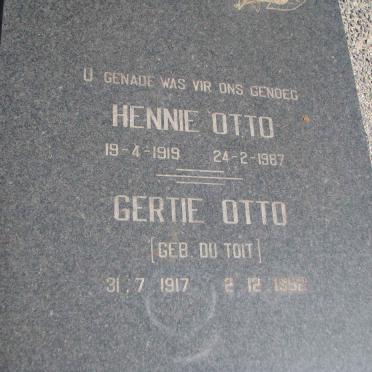 U GENADE WAS VIR ONS GENOEG
HENNIE OTTO
19-4-1919 24-2-1987
GERTIE OTTO
[GEB. DU TOIT]
31.7 1917 2.12